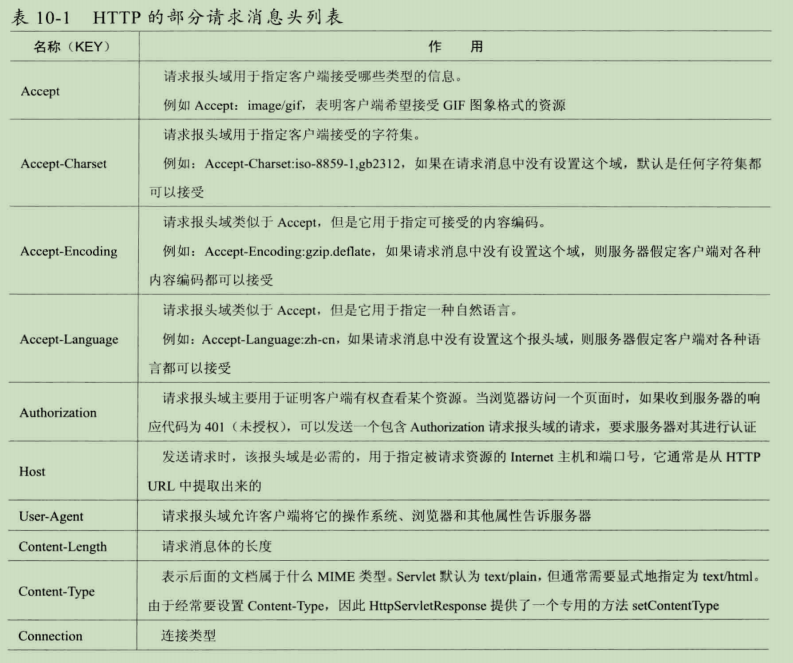 表 10-1 HTTP 的部分请求消息头列表
名称（KEY） 作 用
Accept
请求报头域用于指定客户端接受哪些类型的信息。
例如 Accept：image/gif，表明客户端希望接受 GIF 图象格式的资源
Accept-Charset
请求报头域用于指定客户端接受的字符集。
例如：Accept-Charset:iso-8859-1,gb2312，如果在请求消息中没有设置这个域，默认是任何字符集都
可以接受
Accept-Encoding
请求报头域类似于 Accept，但是它用于指定可接受的内容编码。
例如：Accept-Encoding:gzip.deflate，如果请求消息中没有设置这个域，则服务器假定客户端对各种
内容编码都可以接受
Accept-Language
请求报头域类似于 Accept，但是它用于指定一种自然语言。
例如：Accept-Language:zh-cn，如果请求消息中没有设置这个报头域，则服务器假定客户端对各种语
言都可以接受
Authorization
请求报头域主要用于证明客户端有权查看某个资源。当浏览器访问一个页面时，如果收到服务器的响
应代码为 401（未授权），可以发送一个包含 Authorization 请求报头域的请求，要求服务器对其进行认证
Host
发送请求时，该报头域是必需的，用于指定被请求资源的 Internet 主机和端口号，它通常是从 HTTP
URL 中提取出来的
User-Agent 请求报头域允许客户端将它的操作系统、浏览器和其他属性告诉服务器
Content-Length 请求消息体的长度
Content-Type
表示后面的文档属于什么 MIME 类型。Servlet 默认为 text/plain，但通常需要显式地指定为 text/html。
由于经常要设置 Content-Type，因此 HttpServletResponse 提供了一个专用的方法 setContentType
Connection 连接类型